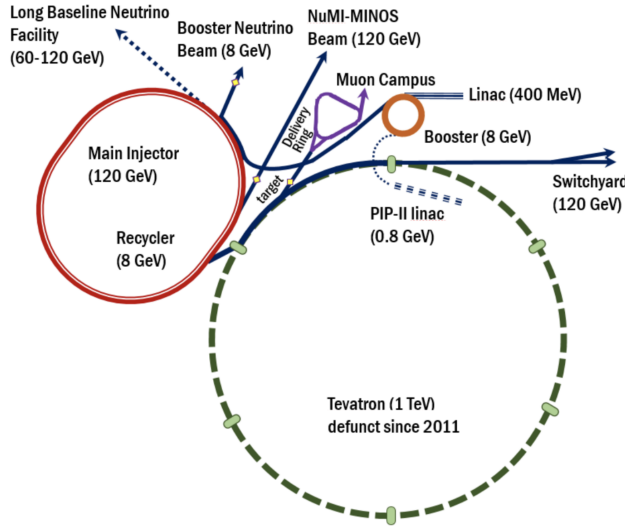 Long Baseline Neutrino
Facility
(60-120 GeV)
Booster Neutrino
Beam (8 GeV)
NuMI-MINOS
Beam (120 GeV)
Muon Campus
Linac (400 MeV)
Delivery
Ring
Booster (8 GeV)
Main Injector
(120 GeV)
target
Switchyard
(120 GeV)
PIP-II linac
(0.8 GeV)
Recycler
(8 GeV)
Tevatron (1 TeV)
defunct since 2011